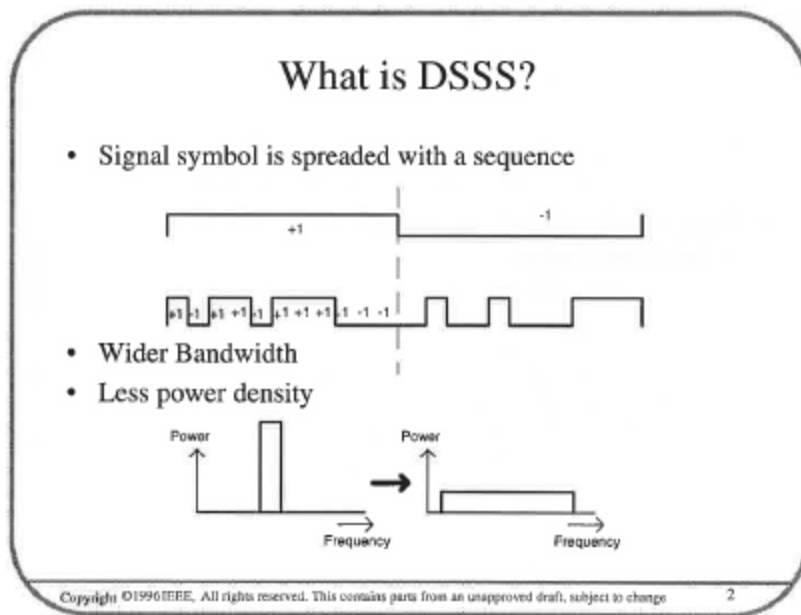 What is DSSS?
• Signal symbol is spreaded with a sequence
+1 -1
+1 -1 +1 +1 -1 +1 +1 +1 -1 -1 -1
• Wider Bandwidth
• Less power density
Power Power
Frequency Frequency
Copyright ©1996 IEEE, All rights reserved. This contains parts from an unapproved draft, subject to change 2